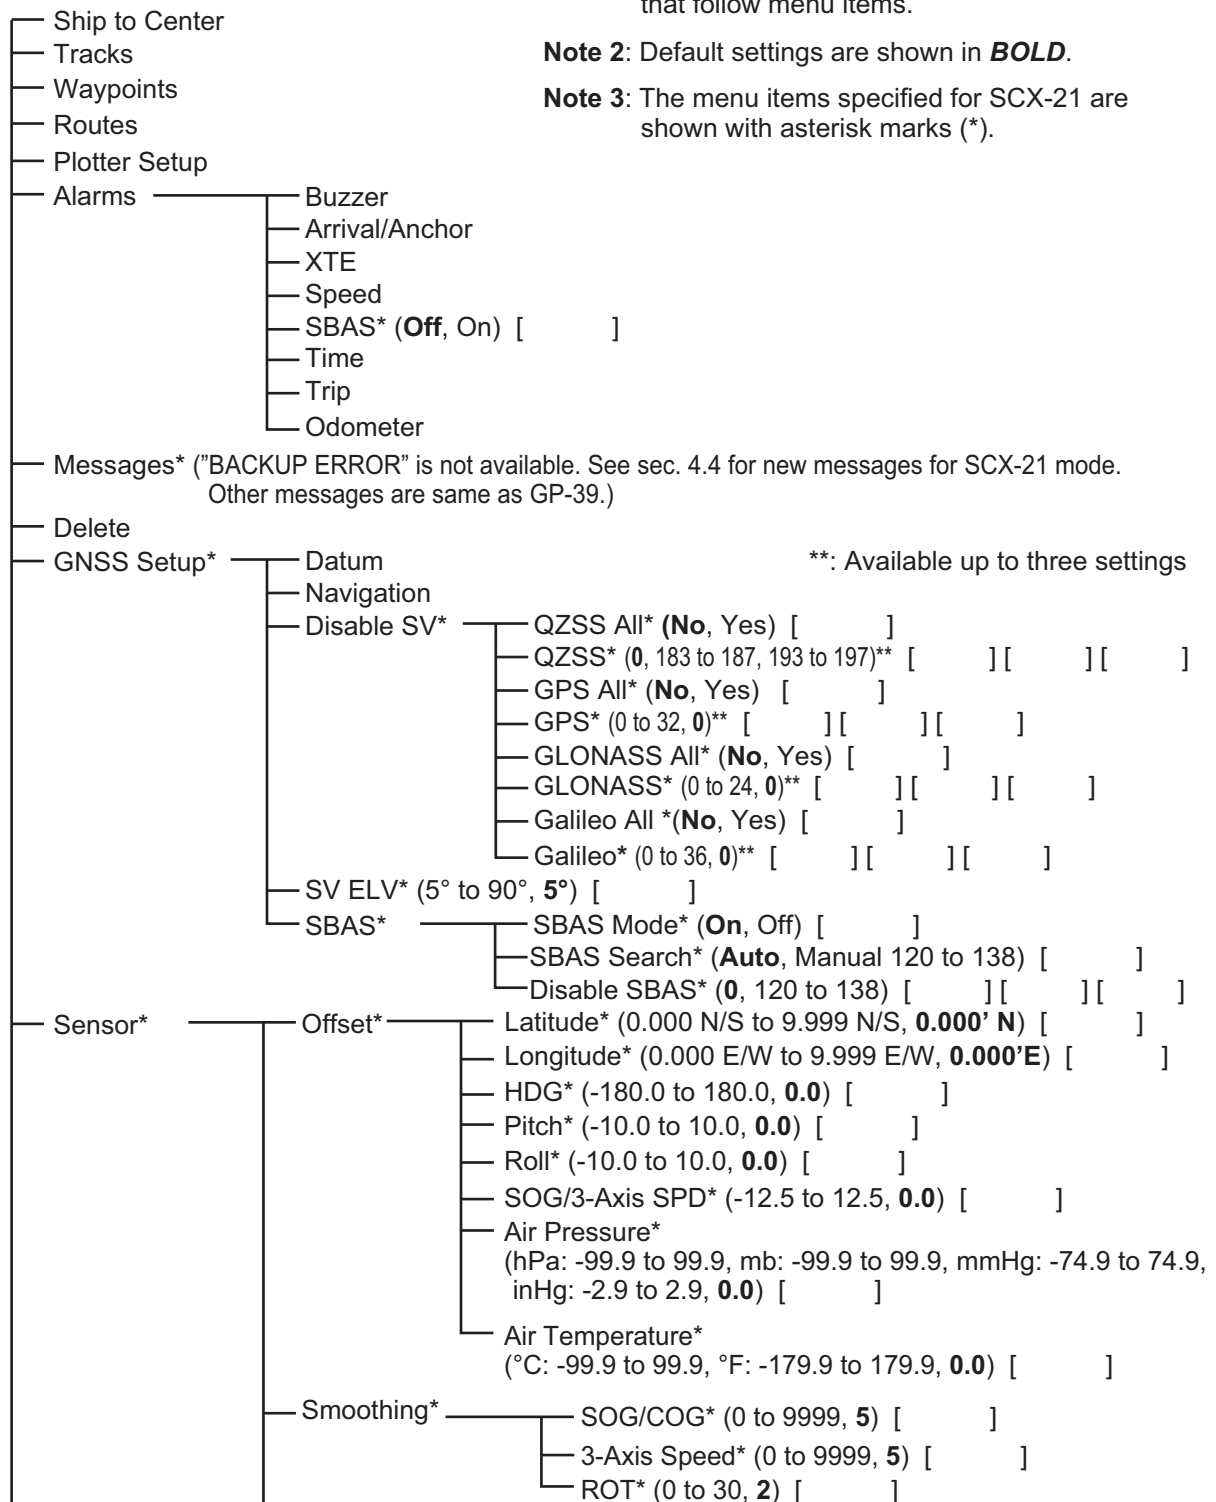 that follow menu items.
Ship to Center
Tracks
Note 2: Default settings are shown in BOLD.
Waypoints
Note 3: The menu items specified for SCX-21 are
Routes
shown with asterisk marks (*).
Plotter Setup
Alarms
Buzzer
Arrival/Anchor
XTE
Speed
SBAS* (Off, On) [ ]
Time
Trip
Odometer
Messages* ("BACKUP ERROR" is not available. See sec. 4.4 for new messages for SCX-21 mode.
Other messages are same as GP-39.)
Delete
GNSS Setup*
Datum
**: Available up to three settings
Navigation
Disable SV*
QZSS All* (No, Yes) [ ]
QZSS* (0, 183 to 187, 193 to 197)** [ ] [ ] [ ]
GPS All* (No, Yes) [ ]
GPS* (0 to 32, 0)** [ ] [ ] [ ]
GLONASS All* (No, Yes) [ ]
GLONASS* (0 to 24, 0)** [ ] [ ] [ ]
Galileo All *(No, Yes) [ ]
Galileo* (0 to 36, 0)** [ ] [ ] [ ]
SV ELV* (5° to 90°, 5°) [ ]
SBAS*
SBAS Mode* (On, Off) [ ]
SBAS Search* (Auto, Manual 120 to 138) [ ]
Disable SBAS* (0, 120 to 138) [ ] [ ] [ ]
Sensor*
Offset*
Latitude* (0.000 N/S to 9.999 N/S, 0.000' N) [ ]
Longitude* (0.000 E/W to 9.999 E/W, 0.000'E) [ ]
HDG* (-180.0 to 180.0, 0.0) [ ]
Pitch* (-10.0 to 10.0, 0.0) [ ]
Roll* (-10.0 to 10.0, 0.0) [ ]
SOG/3-Axis SPD* (-12.5 to 12.5, 0.0) [ ]
Air Pressure*
(hPa: -99.9 to 99.9, mb: -99.9 to 99.9, mmHg: -74.9 to 74.9,
inHg: -2.9 to 2.9, 0.0) [ ]
Air Temperature*
(°C: -99.9 to 99.9, °F: -179.9 to 179.9, 0.0) [ ]
Smoothing*
SOG/COG* (0 to 9999, 5) [ ]
3-Axis Speed* (0 to 9999, 5) [ ]
ROT* (0 to 30, 2) [ ]